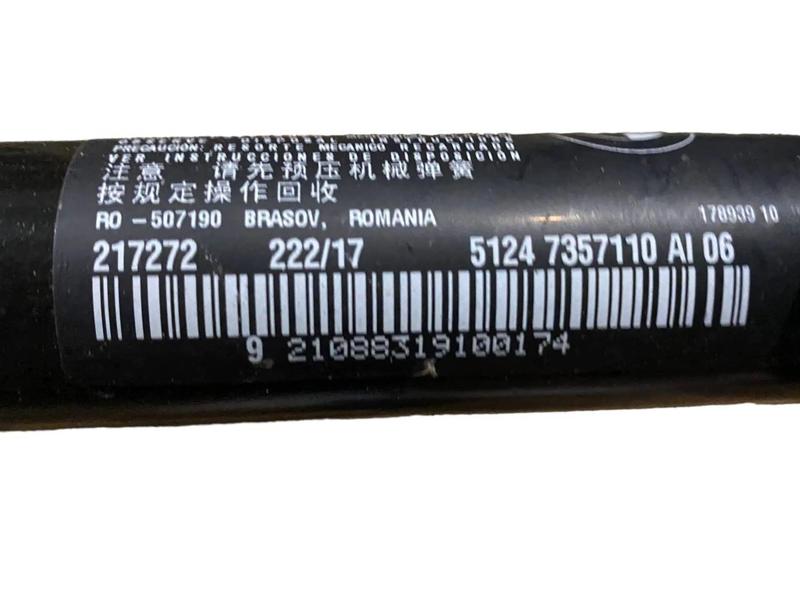 PRECAUCION: RESORTE MECANICO RECARGADO
VER INSTRUCCIONES DE DISPOSICION
注意 请先预压机械弹簧
按规定操作回收
RO -507190 BRASOV, ROMANIA
178939 10
217272 222/17 5124 7357110 AI 06
9 21088319100174